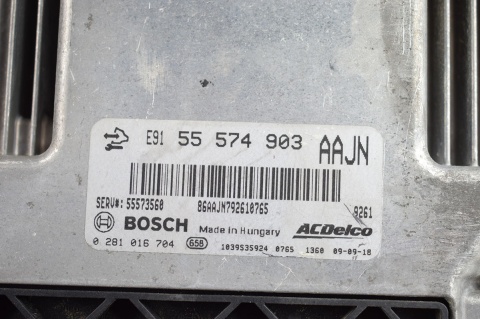 E91 55 574 903 AAJN
SERV#: 55573560 86AAJN792610765 9261
BOSCH Made in Hungary ACDelco
0 281 016 704 658 1039S35924 0765 1360 09-09-18